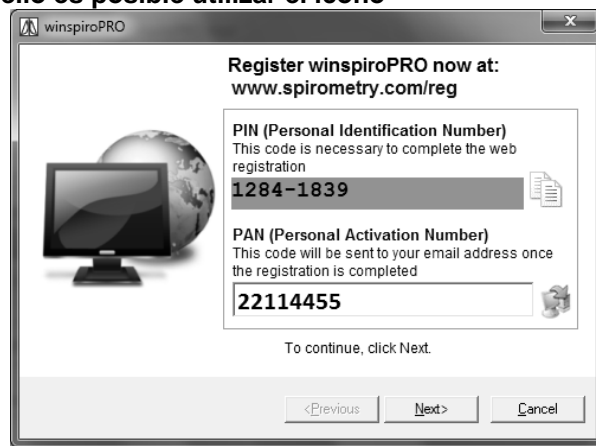 winspiroPRO
Register winspiroPRO now at:
www.spirometry.com/reg
PIN (Personal Identification Number)
This code is necessary to complete the web
registration
1284-1839
PAN (Personal Activation Number)
This code will be sent to your email address once
the registration is completed
22114455
To continue, click Next.
<Previous Next> Cancel